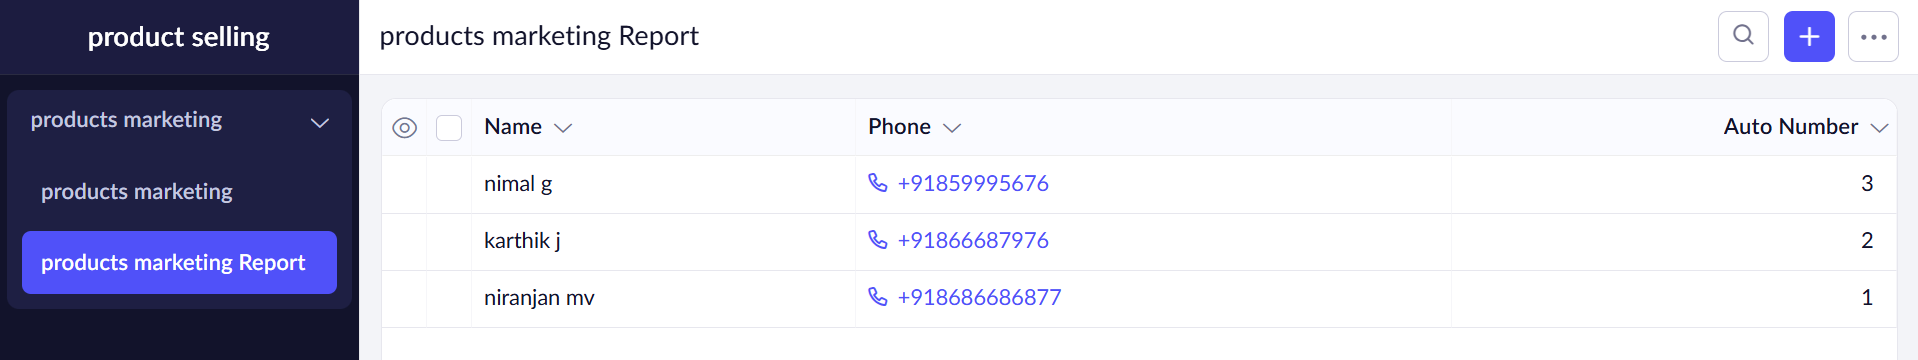 product selling
products marketing Report
products marketing
products marketing
products marketing Report
Name Phone Auto Number
nimal g +91859995676 3
karthik j +91866687976 2
niranjan mv +918686686877 1